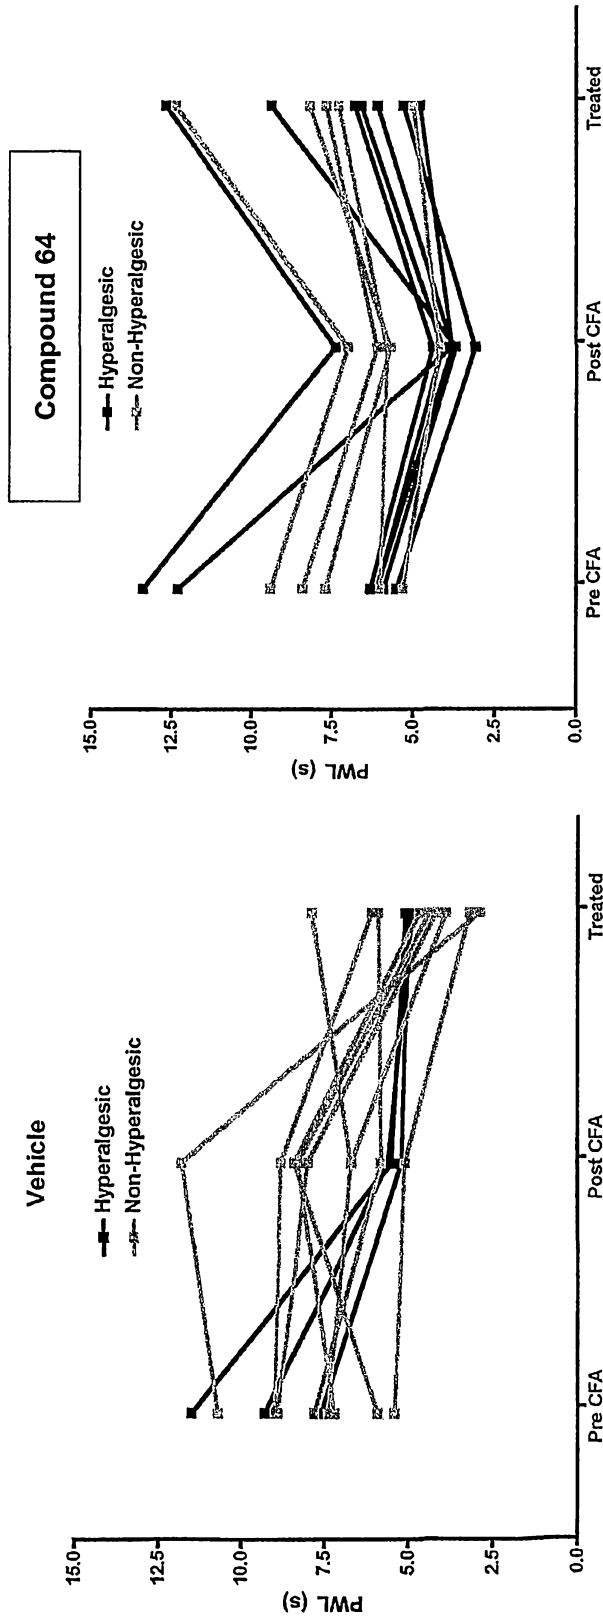 Vehicle
Hyperalgesic
Non-Hyperalgesic
15.0
12.5
10.0
7.5
5.0
2.5
0.0
PWL (s)
Pre CFA
Post CFA
Treated
Compound 64
Hyperalgesic
Non-Hyperalgesic
15.0
12.5
10.0
7.5
5.0
2.5
0.0
PWL (s)
Pre CFA
Post CFA
Treated